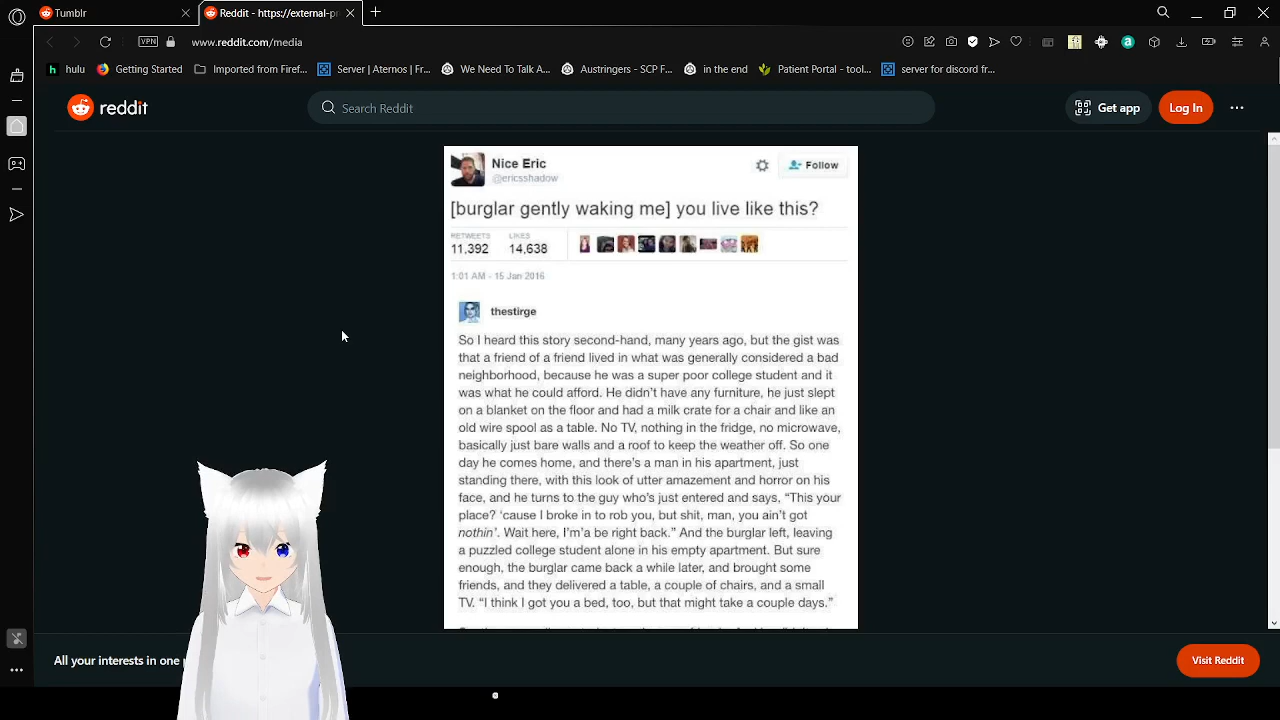 Tumblr
Reddit - https://external-pr
VPN
www.reddit.com/media
hulu
Getting Started
Imported from Firef...
Server | Aternos | Fr...
We Need To Talk A...
Austringers - SCP F...
in the end
Patient Portal - tool...
server for discord fr...
reddit
Search Reddit
Get app
Log In
Nice Eric
@ericsshadow
Follow
[burglar gently waking me] you live like this?
RETWEETS
LIKES
11,392
14,638
1:01 AM - 15 Jan 2016
thestirge
So I heard this story second-hand, many years ago, but the gist was
that a friend of a friend lived in what was generally considered a bad
neighborhood, because he was a super poor college student and it
was what he could afford. He didn't have any furniture, he just slept
on a blanket on the floor and had a milk crate for a chair and like an
old wire spool as a table. No TV, nothing in the fridge, no microwave,
basically just bare walls and a roof to keep the weather off. So one
day he comes home, and there's a man in his apartment, just
standing there, with this look of utter amazement and horror on his
face, and he turns to the guy who's just entered and says, “This your
place? 'cause I broke in to rob you, but shit, man, you ain't got
nothin'. Wait here, I'm'a be right back.” And the burglar left, leaving
a puzzled college student alone in his empty apartment. But sure
enough, the burglar came back a while later, and brought some
friends, and they delivered a table, a couple of chairs, and a small
TV. “I think I got you a bed, too, but that might take a couple days.”
All your interests in one
Visit Reddit